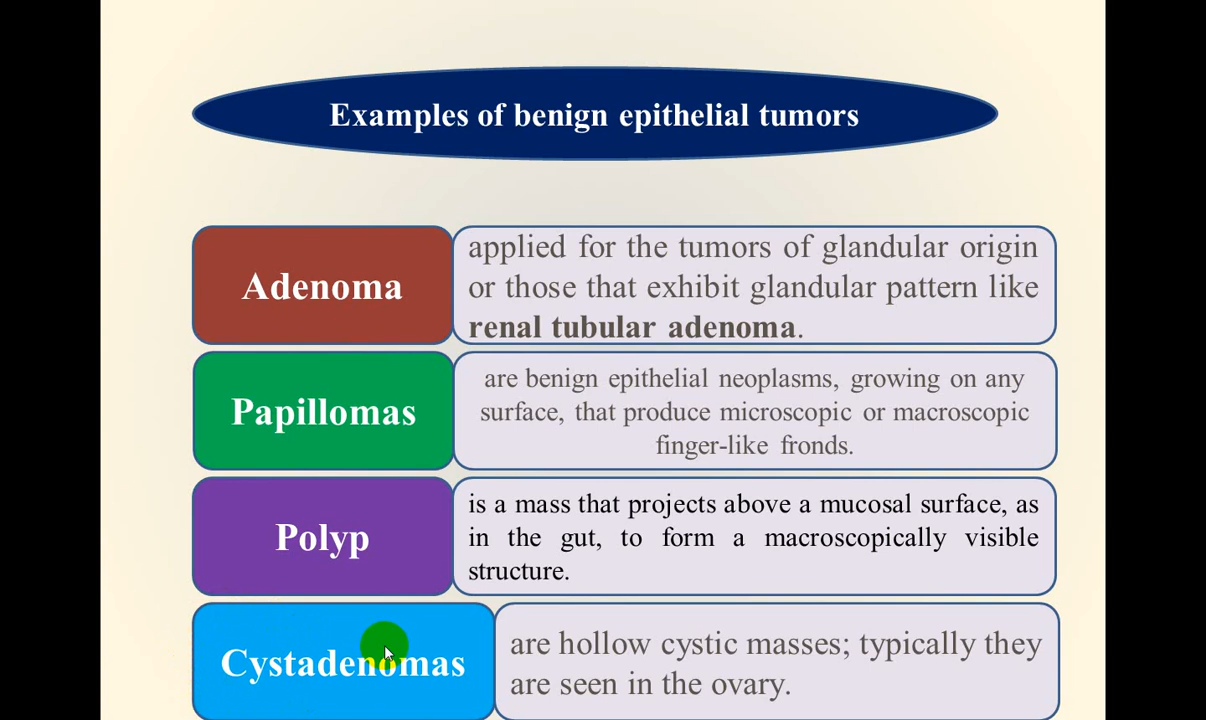 Examples of benign epithelial tumors
Adenoma
applied for the tumors of glandular origin
or those that exhibit glandular pattern like
renal tubular adenoma.
Papillomas
are benign epithelial neoplasms, growing on any
surface, that produce microscopic or macroscopic
finger-like fronds.
Polyp
is a mass that projects above a mucosal surface, as
in the gut, to form a macroscopically visible
structure.
Cystadenomas
are hollow cystic masses; typically they
are seen in the ovary.